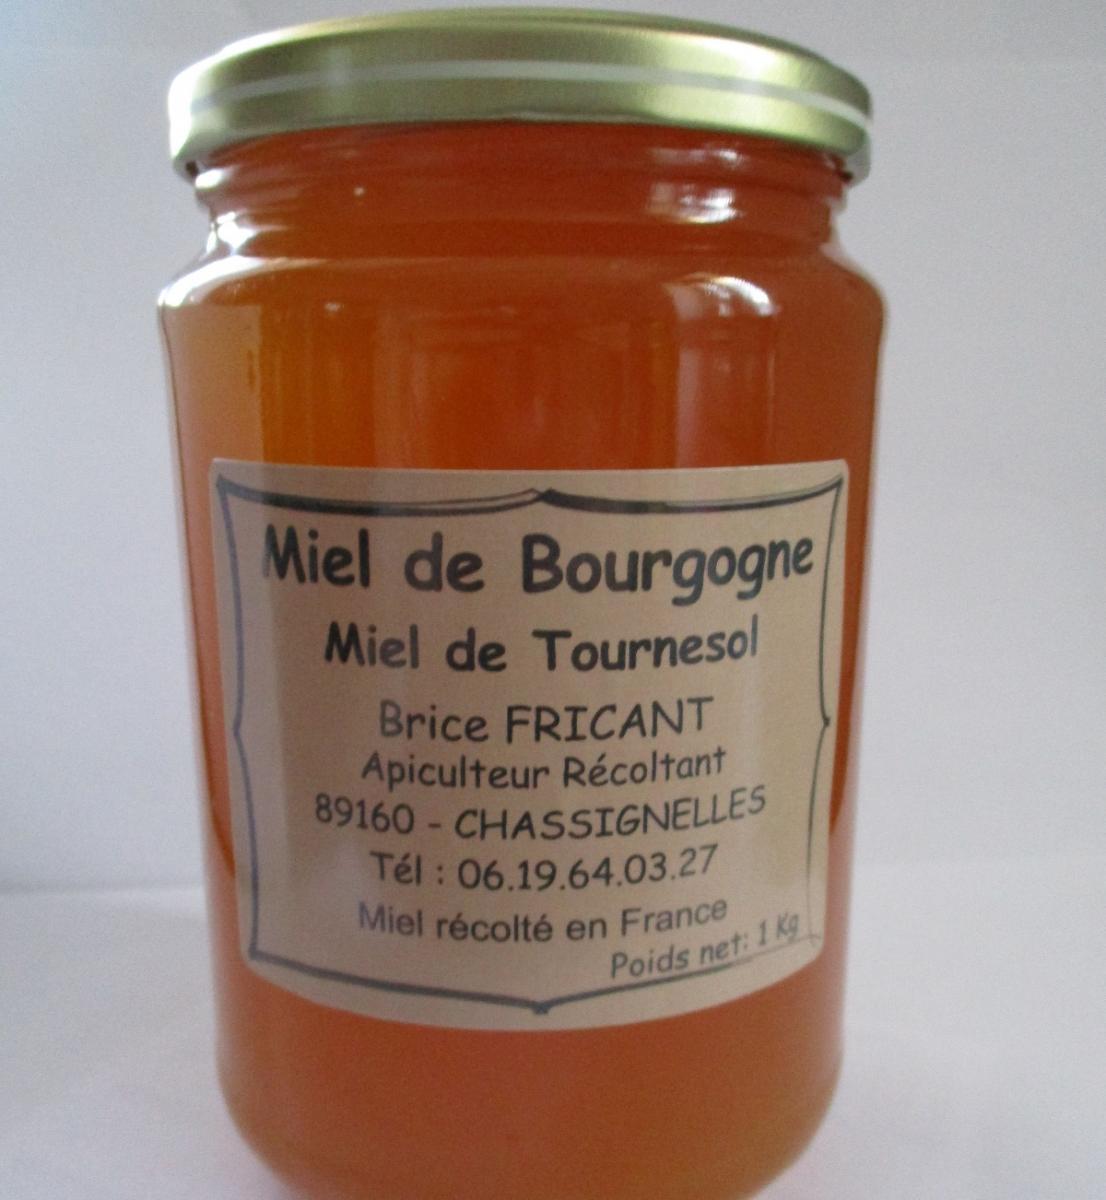 Miel de Bourgogne
Miel de Tournesol
Brice FRICANT
Apiculteur Récoltant
89160 - CHASSIGNELLES
Tél : 06.19.64.03.27
Miel récolté en France
Poids net: 1 Kg